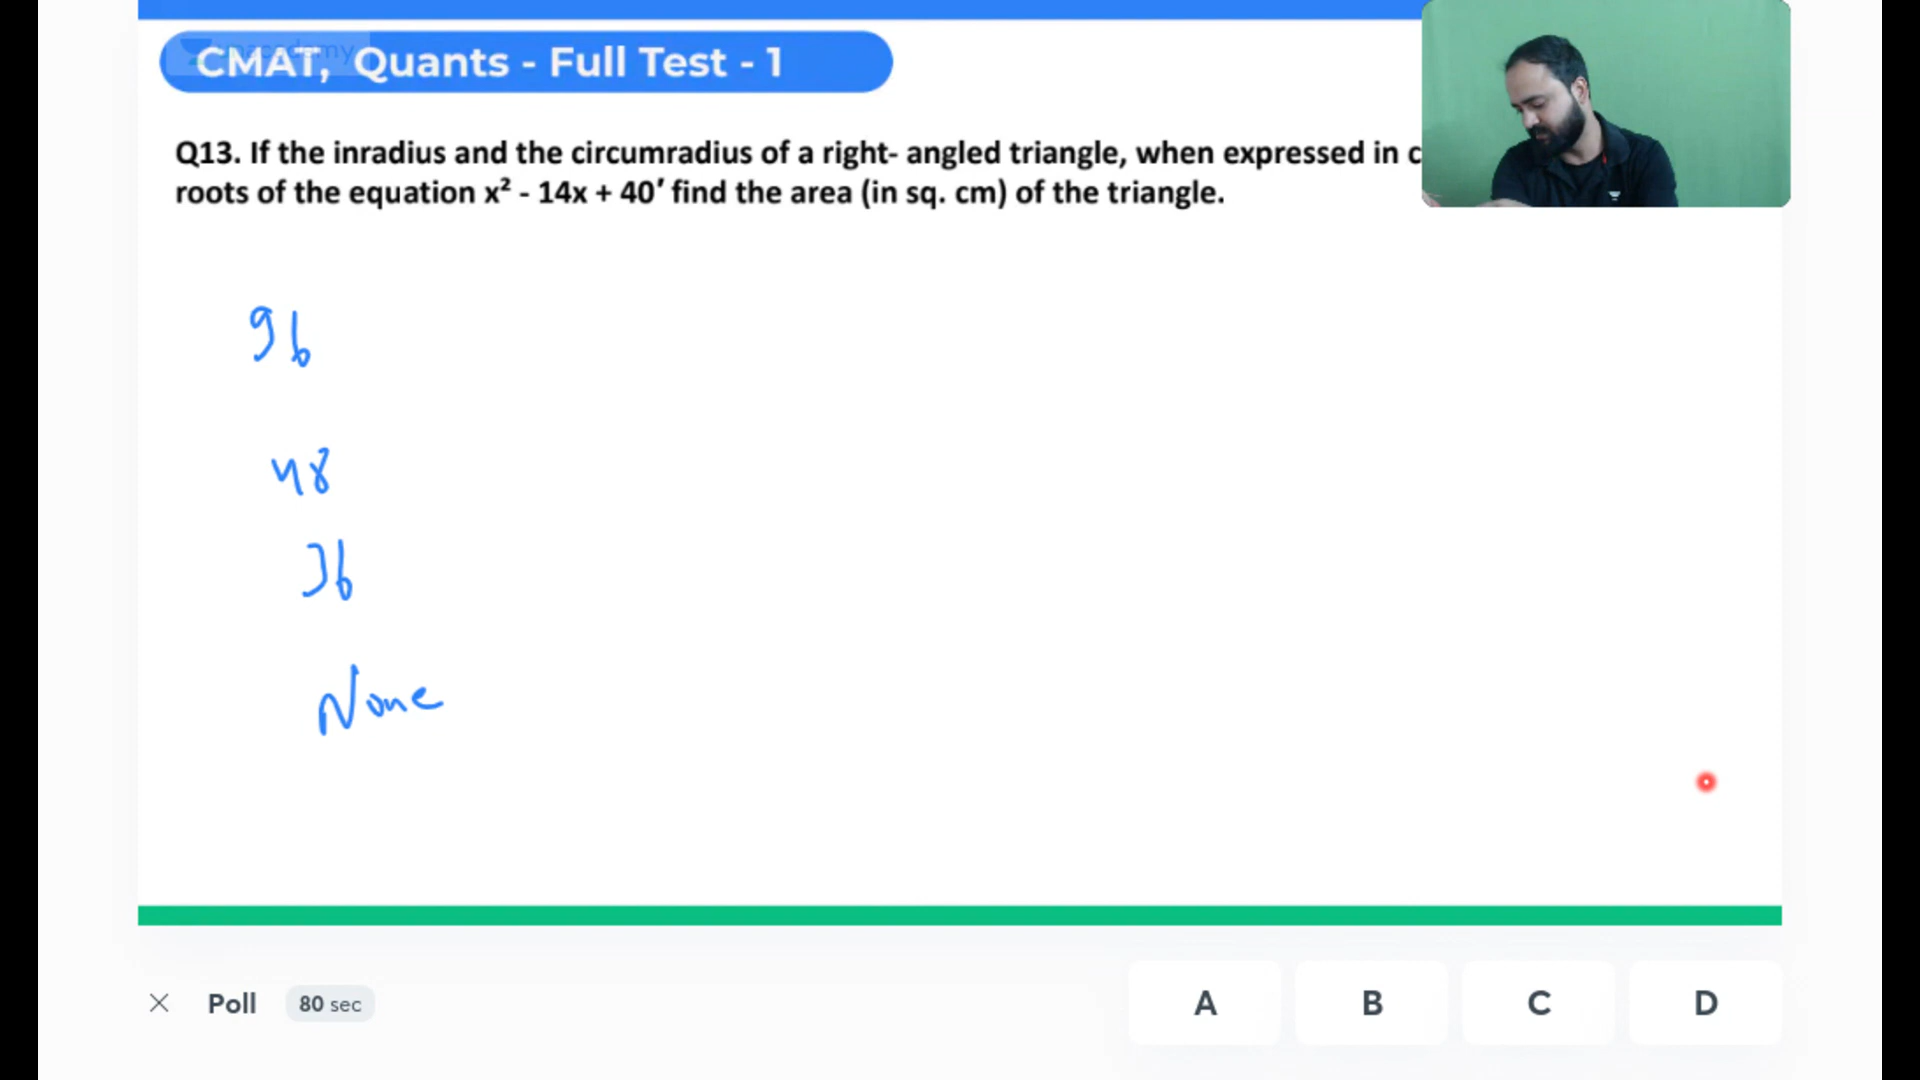 CMAT, Quants - Full Test - 1
Q13. If the inradius and the circumradius of a right- angled triangle, when expressed in c
roots of the equation x² - 14x + 40′ find the area (in sq. cm) of the triangle.
96
48
36
None
Poll 80 sec A B C D